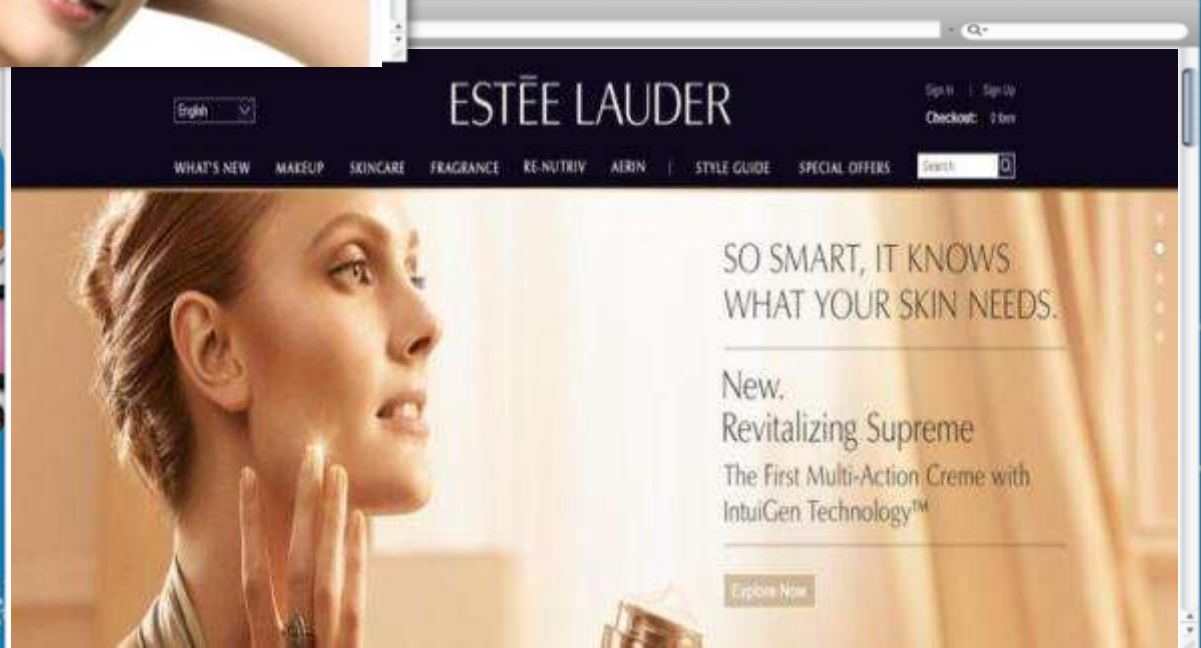 ESTĒE LAUDER
English
Sign In | Sign Up
Checkout: 0 item
WHAT'S NEW MAKEUP SKINCARE FRAGRANCE RE-NUTRIV AERIN | STYLE GUIDE SPECIAL OFFERS Search
SO SMART, IT KNOWS
WHAT YOUR SKIN NEEDS.
New.
Revitalizing Supreme
The First Multi-Action Creme with
IntuiGen Technology™
Explore Now